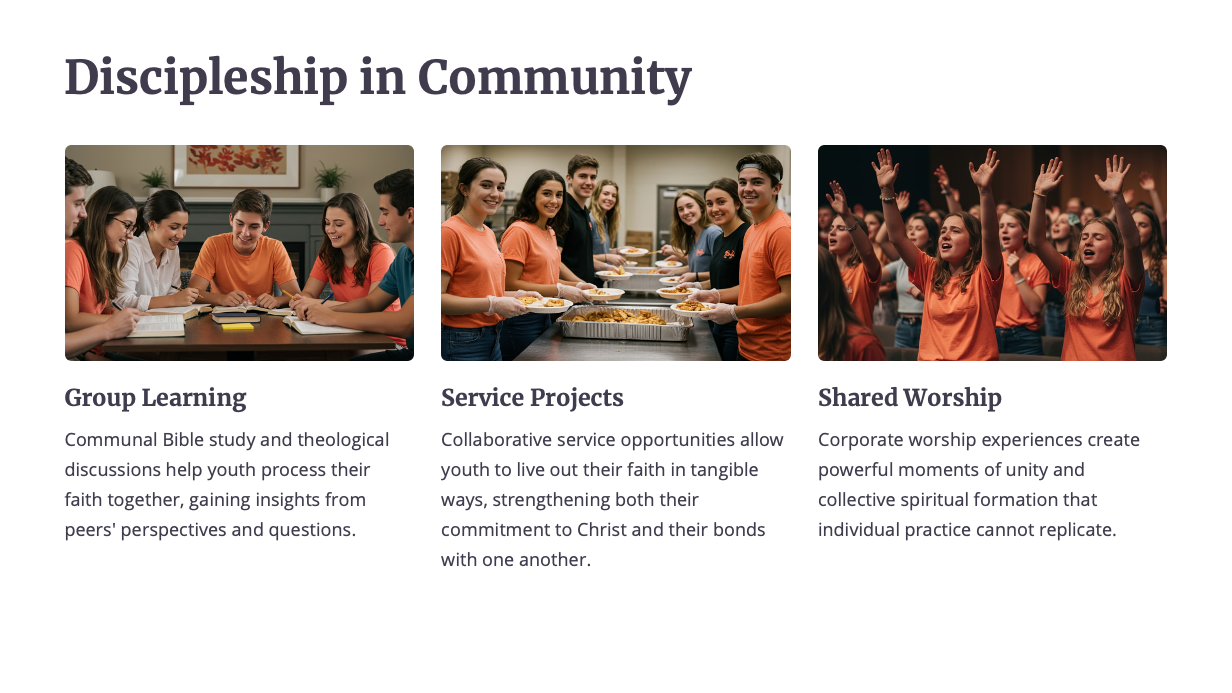 Discipleship in Community
Group Learning
Communal Bible study and theological
discussions help youth process their
faith together, gaining insights from
peers' perspectives and questions.
Service Projects
Collaborative service opportunities allow
youth to live out their faith in tangible
ways, strengthening both their
commitment to Christ and their bonds
with one another.
Shared Worship
Corporate worship experiences create
powerful moments of unity and
collective spiritual formation that
individual practice cannot replicate.